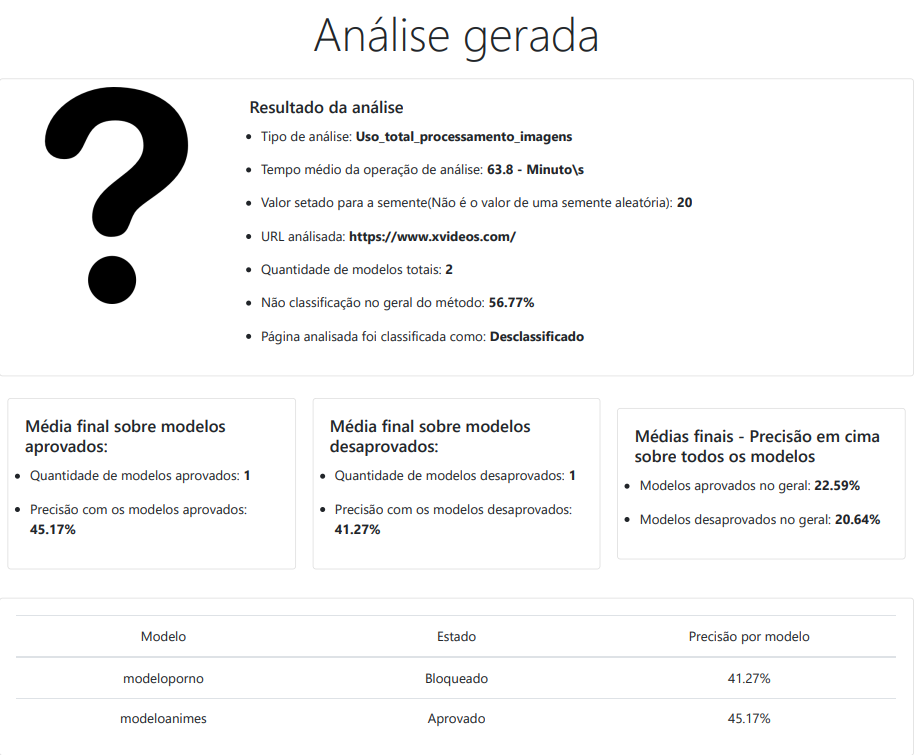 Análise gerada
Resultado da análise
Tipo de análise: Uso_total_processamento_imagens
Tempo médio da operação de análise: 63.8 - Minuto\s
Valor setado para a semente(Não é o valor de uma semente aleatória): 20
URL análisada: https://www.xvideos.com/
Quantidade de modelos totais: 2
Não classificação no geral do método: 56.77%
Página analisada foi classificada como: Desclassificado
Média final sobre modelos
aprovados:
Quantidade de modelos aprovados: 1
Precisão com os modelos aprovados:
45.17%
Média final sobre modelos
desaprovados:
Quantidade de modelos desaprovados: 1
Precisão com os modelos desaprovados:
41.27%
Médias finais - Precisão em cima
sobre todos os modelos
Modelos aprovados no geral: 22.59%
Modelos desaprovados no geral: 20.64%
Modelo Estado Precisão por modelo
modeloporno Bloqueado 41.27%
modeloanimes Aprovado 45.17%